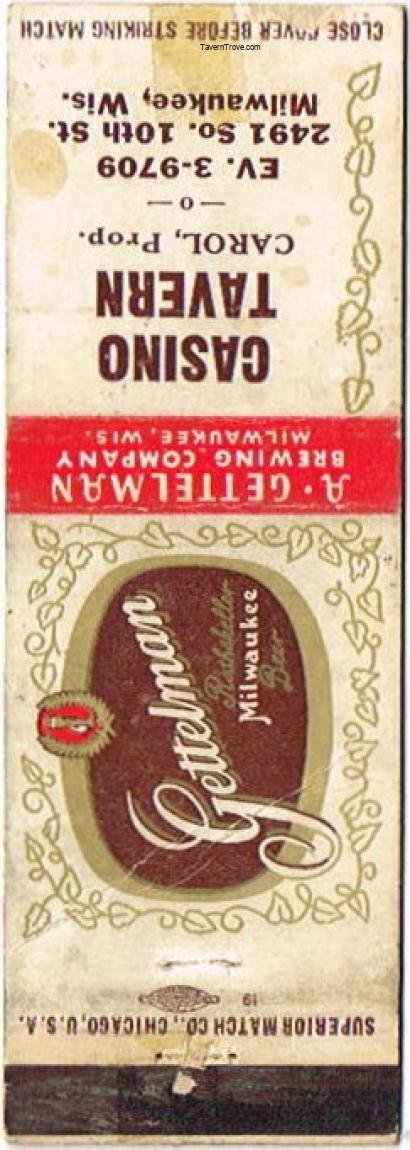 TavernTrove.com
SUPERIOR MATCH CO., CHICAGO, U.S.A.
19
Gettelman
Rathskeller
Milwaukee
Beer
A·GETTELMAN
BREWING COMPANY
MILWAUKEE, WIS.
CASINO
TAVERN
CAROL, Prop.
—o—
EV. 3-9709
2491 So. 10th St.
Milwaukee, Wis.
CLOSE COVER BEFORE STRIKING MATCH